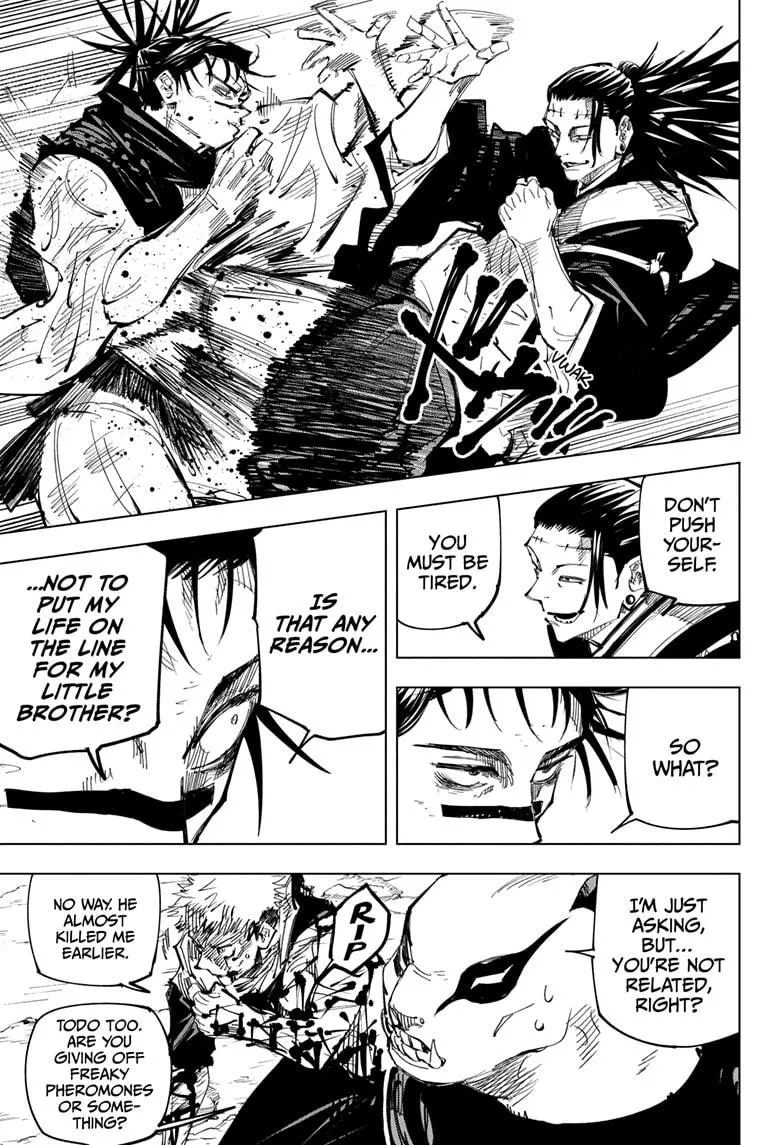 VWAK
DON'T
PUSH
YOUR-
SELF.
YOU
MUST BE
TIRED.
SO
WHAT?
IS
THAT ANY
REASON...
...NOT TO
PUT MY
LIFE ON
THE LINE
FOR MY
LITTLE
BROTHER?
I'M JUST
ASKING,
BUT...
YOU'RE NOT
RELATED,
RIGHT?
RIP
NO WAY. HE
ALMOST
KILLED ME
EARLIER.
TODO TOO.
ARE YOU
GIVING OFF
FREAKY
PHEROMONES
OR SOME-
THING?